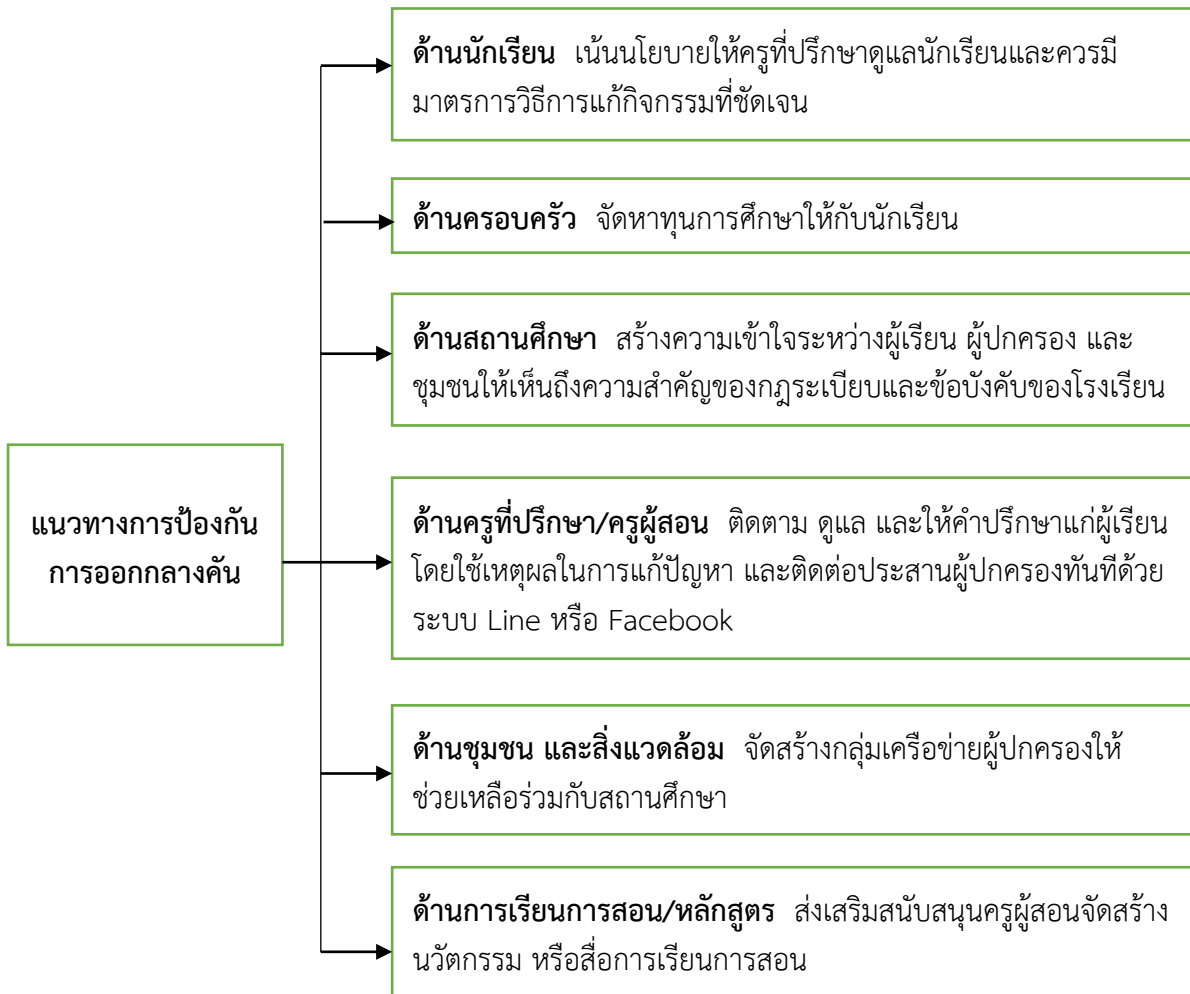 ด้านนักเรียน เน้นนโยบายให้ครูที่ปรึกษาดูแลนักเรียนและควรมี
มาตรการวิธีการแก้กิจกรรมที่ชัดเจน
ด้านครอบครัว จัดหาทุนการศึกษาให้กับนักเรียน
ด้านสถานศึกษา สร้างความเข้าใจระหว่างผู้เรียน ผู้ปกครอง และ
ชุมชนให้เห็นถึงความสำคัญของกฎระเบียบและข้อบังคับของโรงเรียน
แนวทางการป้องกัน
การออกกลางคัน
ด้านครูที่ปรึกษา/ครูผู้สอน ติดตาม ดูแล และให้คำปรึกษาแก่ผู้เรียน
โดยใช้เหตุผลในการแก้ปัญหา และติดต่อประสานผู้ปกครองทันทีด้วย
ระบบ Line หรือ Facebook
ด้านชุมชน และสิ่งแวดล้อม จัดสร้างกลุ่มเครือข่ายผู้ปกครองให้
ช่วยเหลือร่วมกับสถานศึกษา
ด้านการเรียนการสอน/หลักสูตร ส่งเสริมสนับสนุนครูผู้สอนจัดสร้าง
นวัตกรรม หรือสื่อการเรียนการสอน